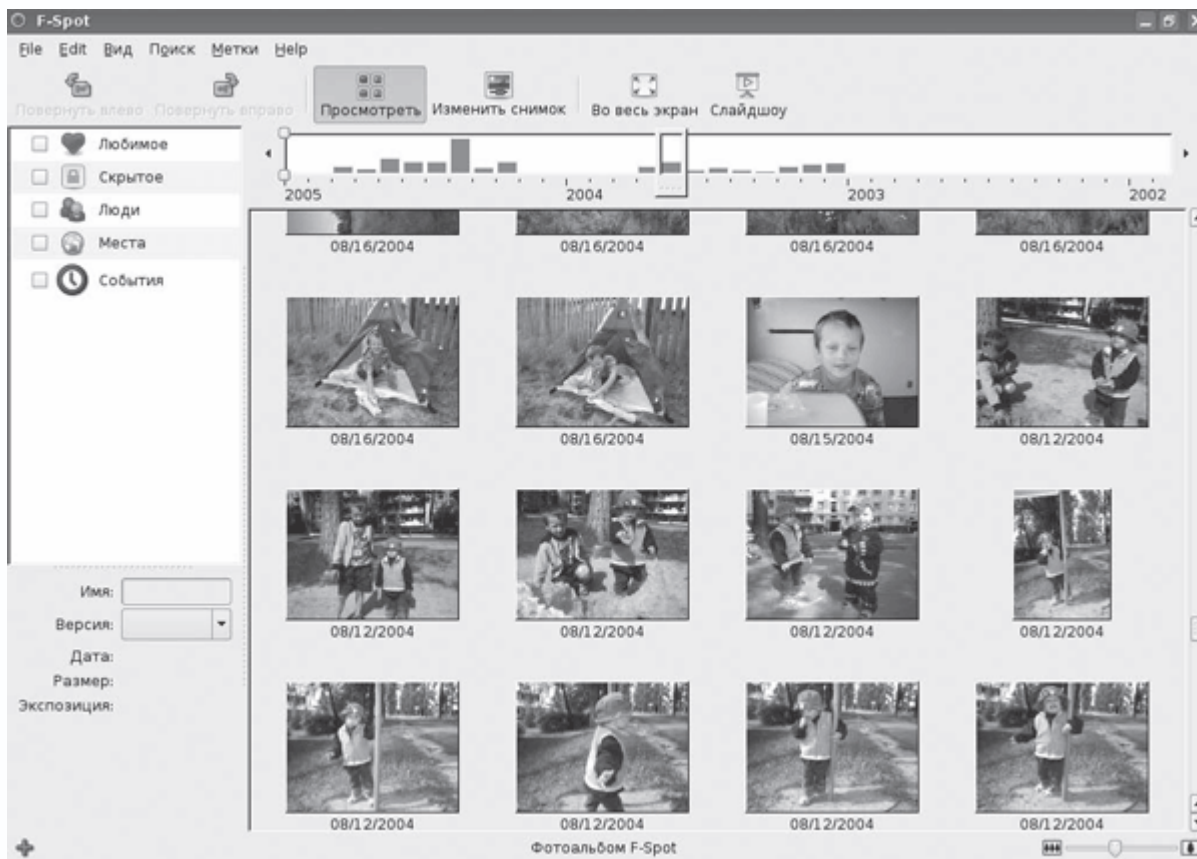 F-Spot
File Edit Вид Поиск Метки Help
Повернуть влево Повернуть вправо Просмотреть Изменить снимок Во весь экран Слайдшоу
Любимое
Скрытое
Люди
Места
События
2005 2004 2003 2002
08/16/2004 08/16/2004 08/16/2004 08/16/2004
08/16/2004 08/16/2004 08/15/2004 08/12/2004
08/12/2004 08/12/2004 08/12/2004 08/12/2004
08/12/2004 08/12/2004 08/12/2004 08/12/2004
Имя:
Версия:
Дата:
Размер:
Экспозиция:
Фотоальбом F-Spot